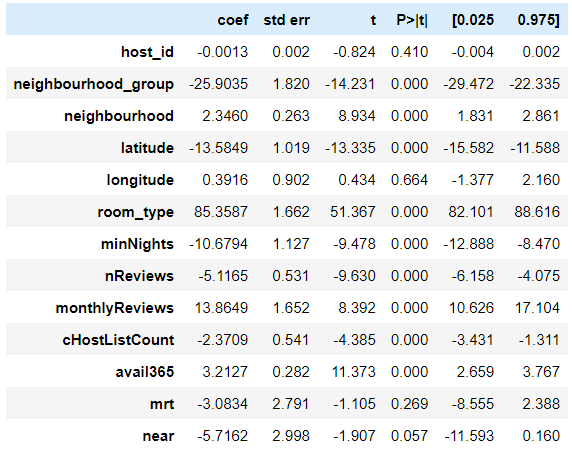 coef std err t P>|t| [0.025 0.975]
host_id -0.0013 0.002 -0.824 0.410 -0.004 0.002
neighbourhood_group -25.9035 1.820 -14.231 0.000 -29.472 -22.335
neighbourhood 2.3460 0.263 8.934 0.000 1.831 2.861
latitude -13.5849 1.019 -13.335 0.000 -15.582 -11.588
longitude 0.3916 0.902 0.434 0.664 -1.377 2.160
room_type 85.3587 1.662 51.367 0.000 82.101 88.616
minNights -10.6794 1.127 -9.478 0.000 -12.888 -8.470
nReviews -5.1165 0.531 -9.630 0.000 -6.158 -4.075
monthlyReviews 13.8649 1.652 8.392 0.000 10.626 17.104
cHostListCount -2.3709 0.541 -4.385 0.000 -3.431 -1.311
avail365 3.2127 0.282 11.373 0.000 2.659 3.767
mrt -3.0834 2.791 -1.105 0.269 -8.555 2.388
near -5.7162 2.998 -1.907 0.057 -11.593 0.160